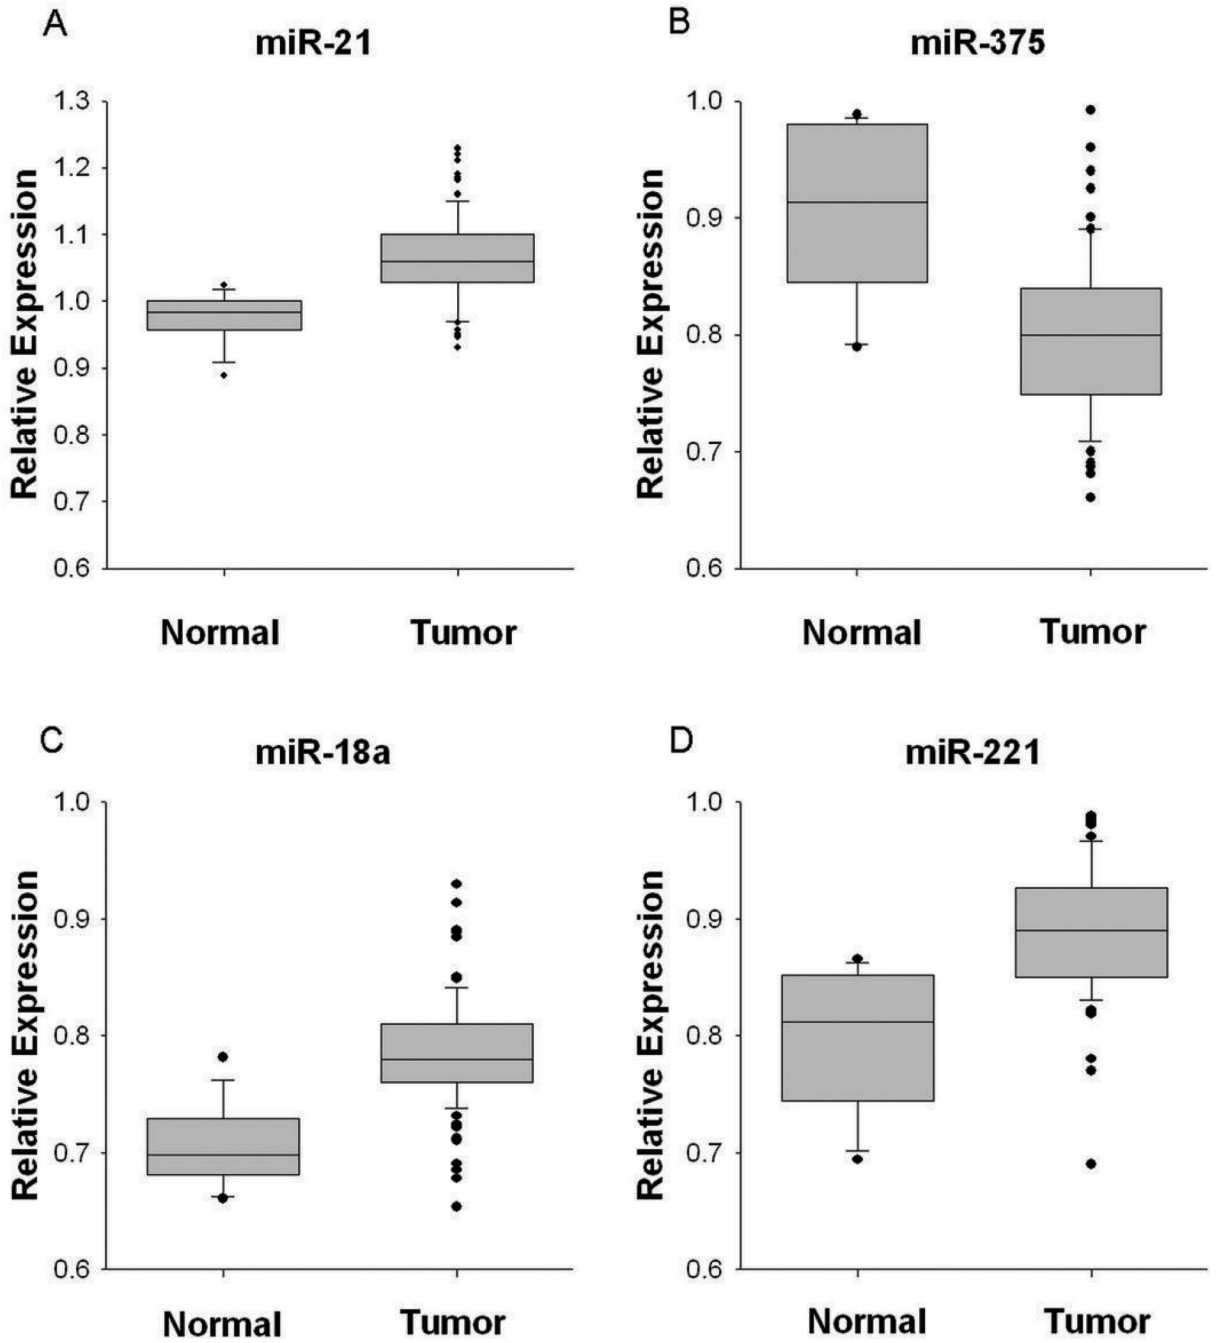 A
miR-21
Relative Expression
1.3
1.2
1.1
1.0
0.9
0.8
0.7
0.6
Normal
Tumor
B
miR-375
Relative Expression
1.0
0.9
0.8
0.7
0.6
Normal
Tumor
C
miR-18a
Relative Expression
1.0
0.9
0.8
0.7
0.6
Normal
Tumor
D
miR-221
Relative Expression
1.0
0.9
0.8
0.7
0.6
Normal
Tumor